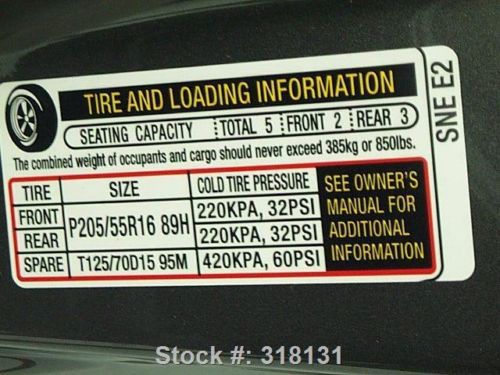 TIRE AND LOADING INFORMATION
SEATING CAPACITY TOTAL 5 FRONT 2 REAR 3
The combined weight of occupants and cargo should never exceed 385kg or 850lbs.
TIRE SIZE COLD TIRE PRESSURE
FRONT P205/55R16 89H 220KPA, 32PSI
REAR 220KPA, 32PSI
SPARE T125/70D15 95M 420KPA, 60PSI
SEE OWNER'S
MANUAL FOR
ADDITIONAL
INFORMATION
SNE E2
Stock #: 318131